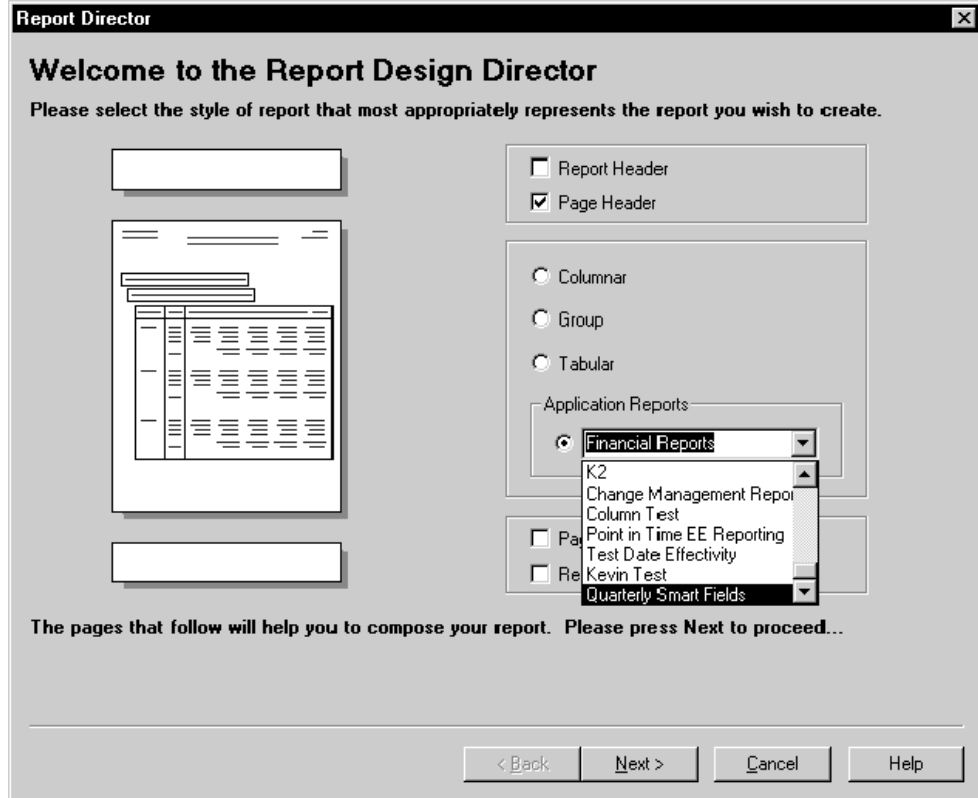 Report Director
Welcome to the Report Design Director
Please select the style of report that most appropriately represents the report you wish to create.
Report Header
Page Header
Columnar
Group
Tabular
Application Reports
Financial Reports
K2
Change Management Repor
Column Test
Point in Time EE Reporting
Test Date Effectivity
Kevin Test
Quarterly Smart Fields
Pa
Re
The pages that follow will help you to compose your report. Please press Next to proceed...
< Back
Next >
Cancel
Help